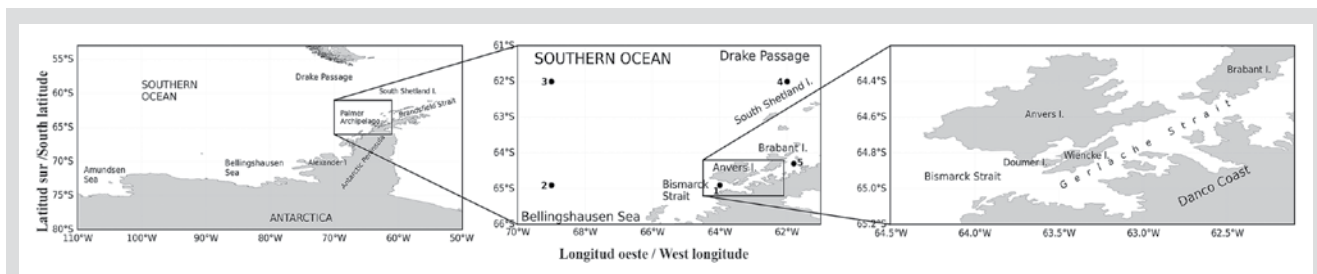 Latitud sur /South latitude
55°S
60°S
65°S
70°S
75°S
80°S
110°W
100°W
90°W
80°W
70°W
60°W
50°W
SOUTHERN
OCEAN
Drake Passage
South Shetland I.
Bransfield Strait
Palmer
Archipelago
Antarctic Peninsula
Alexander I.
Bellingshausen
Sea
Amundsen
Sea
ANTARCTICA
61°S
62°S
63°S
64°S
65°S
66°S
70°W
68°W
66°W
64°W
62°W
SOUTHERN OCEAN
Drake Passage
3
4
South Shetland I.
Brabant I.
5
Anvers I.
2
Bismarck
1
Strait
Bellingshausen Sea
64.4°S
64.6°S
64.8°S
65.0°S
65.2°S
64.5°W
64.0°W
63.5°W
63.0°W
62.5°W
Brabant I.
Anvers I.
Wiencke I.
Doumer I.
Gerlache Strait
Bismarck Strait
Danco Coast
Longitud oeste / West longitude